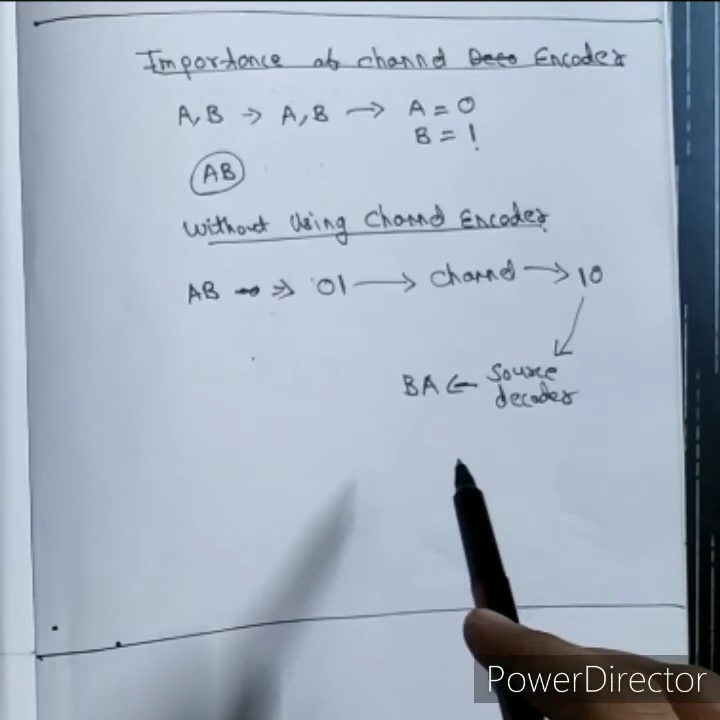 Importance of channel Encoder
A, B → A, B → A = 0
B = 1
AB
Without Using Channel Encoder
AB → 01 → Channel → 10
BA ← Source
decoder
PowerDirector